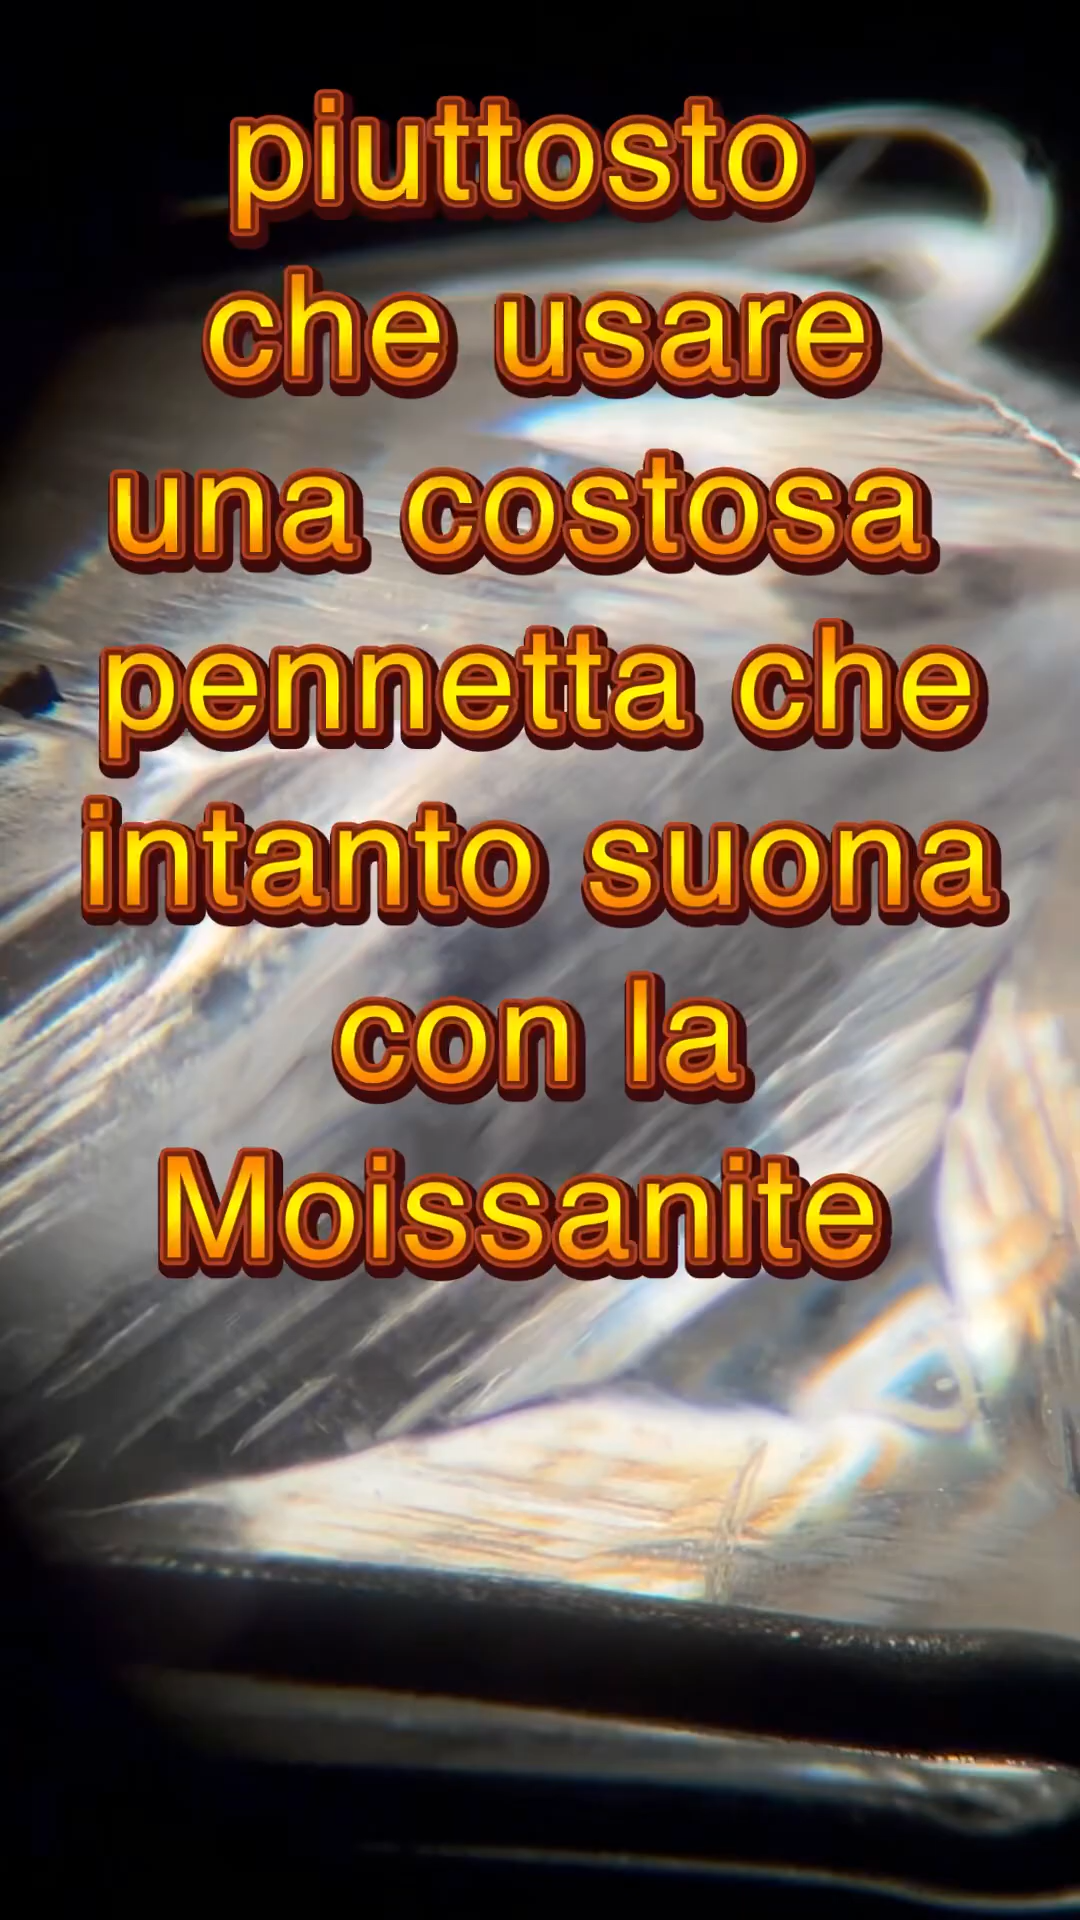 piuttosto
che usare
una costosa
pennetta che
intanto suona
con la
Moissanite